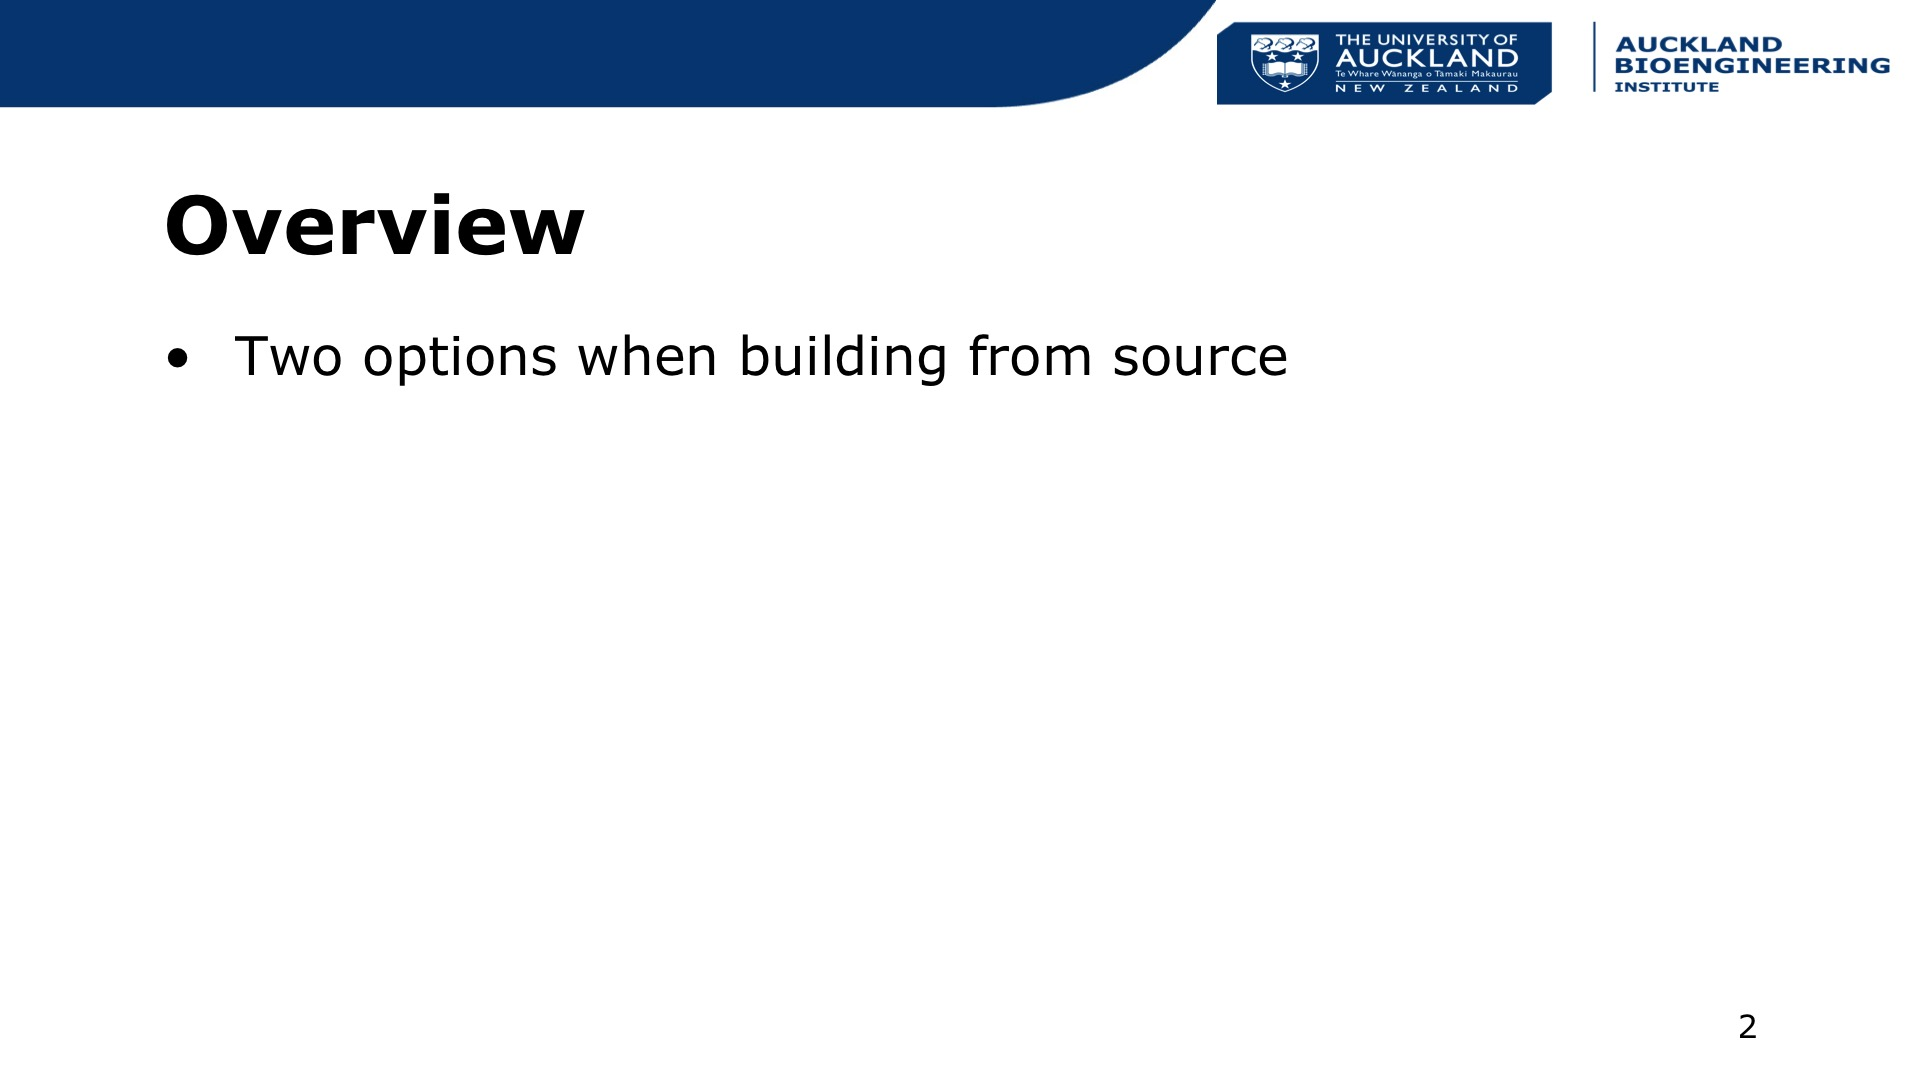 THE UNIVERSITY OF
AUCKLAND
Te Whare Wānanga o Tāmaki Makaurau
NEW ZEALAND
AUCKLAND
BIOENGINEERING
INSTITUTE
Overview
• Two options when building from source
2